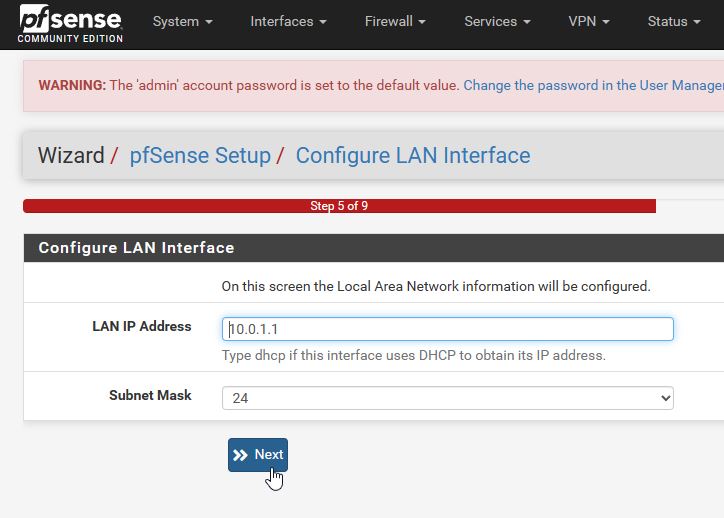 pfsense
COMMUNITY EDITION
System Interfaces Firewall Services VPN Status
WARNING: The 'admin' account password is set to the default value. Change the password in the User Manager
Wizard / pfSense Setup / Configure LAN Interface
Step 5 of 9
Configure LAN Interface
On this screen the Local Area Network information will be configured.
LAN IP Address
10.0.1.1
Type dhcp if this interface uses DHCP to obtain its IP address.
Subnet Mask
24
Next